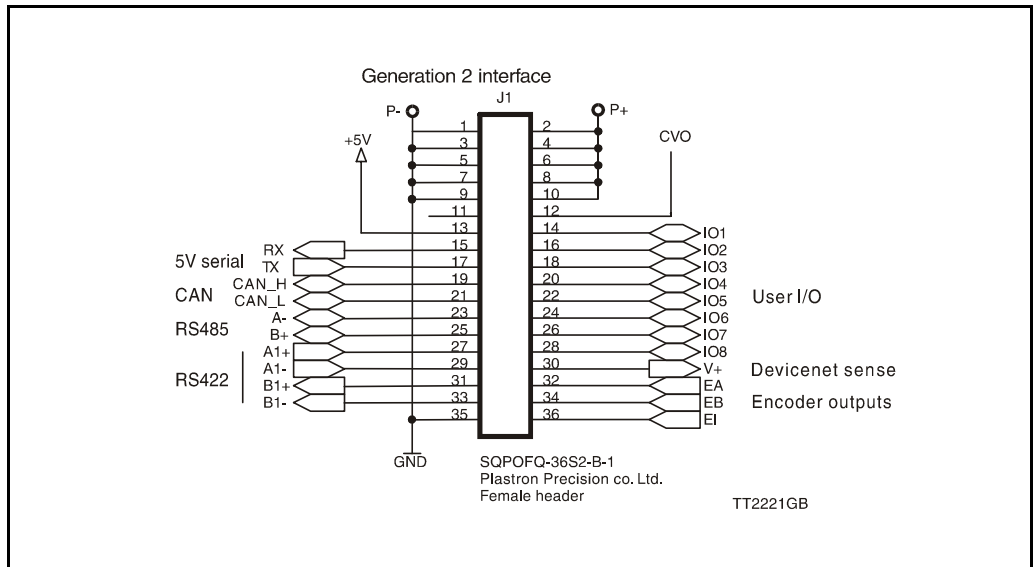 Generation 2 interface
J1
P-
P+
+5V
CVO
1 2
3 4
5 6
7 8
9 10
11 12
13 14 IO1
RX 15 16 IO2
5V serial
TX 17 18 IO3
CAN_H 19 20 IO4
CAN
CAN_L 21 22 IO5
User I/O
A- 23 24 IO6
RS485
B+ 25 26 IO7
A1+ 27 28 IO8
A1- 29 30 V+ Devicenet sense
RS422
B1+ 31 32 EA
B1- 33 34 EB Encoder outputs
35 36 EI
GND
SQPOFQ-36S2-B-1
Plastron Precision co. Ltd.
Female header
TT2221GB